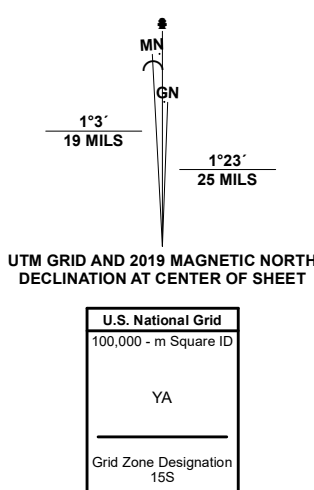 MN
GN
1°3´
19 MILS
1°23´
25 MILS
UTM GRID AND 2019 MAGNETIC NORTH
DECLINATION AT CENTER OF SHEET
U.S. National Grid
100,000 - m Square ID
YA
Grid Zone Designation
15S